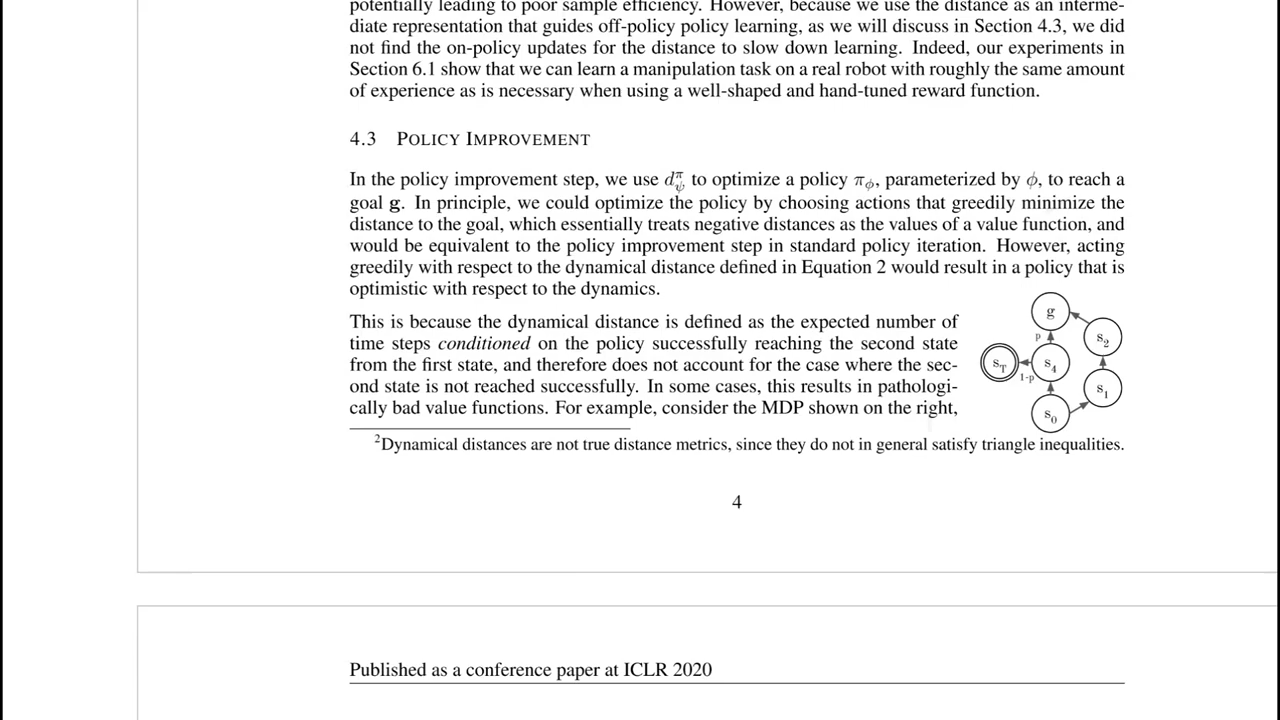 potentially leading to poor sample efficiency. However, because we use the distance as an interme-
diate representation that guides off-policy policy learning, as we will discuss in Section 4.3, we did
not find the on-policy updates for the distance to slow down learning. Indeed, our experiments in
Section 6.1 show that we can learn a manipulation task on a real robot with roughly the same amount
of experience as is necessary when using a well-shaped and hand-tuned reward function.
4.3 POLICY IMPROVEMENT
In the policy improvement step, we use d^π_ψ to optimize a policy π_ϕ, parameterized by ϕ, to reach a
goal g. In principle, we could optimize the policy by choosing actions that greedily minimize the
distance to the goal, which essentially treats negative distances as the values of a value function, and
would be equivalent to the policy improvement step in standard policy iteration. However, acting
greedily with respect to the dynamical distance defined in Equation 2 would result in a policy that is
optimistic with respect to the dynamics.
This is because the dynamical distance is defined as the expected number of
time steps conditioned on the policy successfully reaching the second state
from the first state, and therefore does not account for the case where the sec-
ond state is not reached successfully. In some cases, this results in pathologi-
cally bad value functions. For example, consider the MDP shown on the right,
g
p
s₂
s_T
s₄
1-p
s₁
s₀
²Dynamical distances are not true distance metrics, since they do not in general satisfy triangle inequalities.
4
Published as a conference paper at ICLR 2020